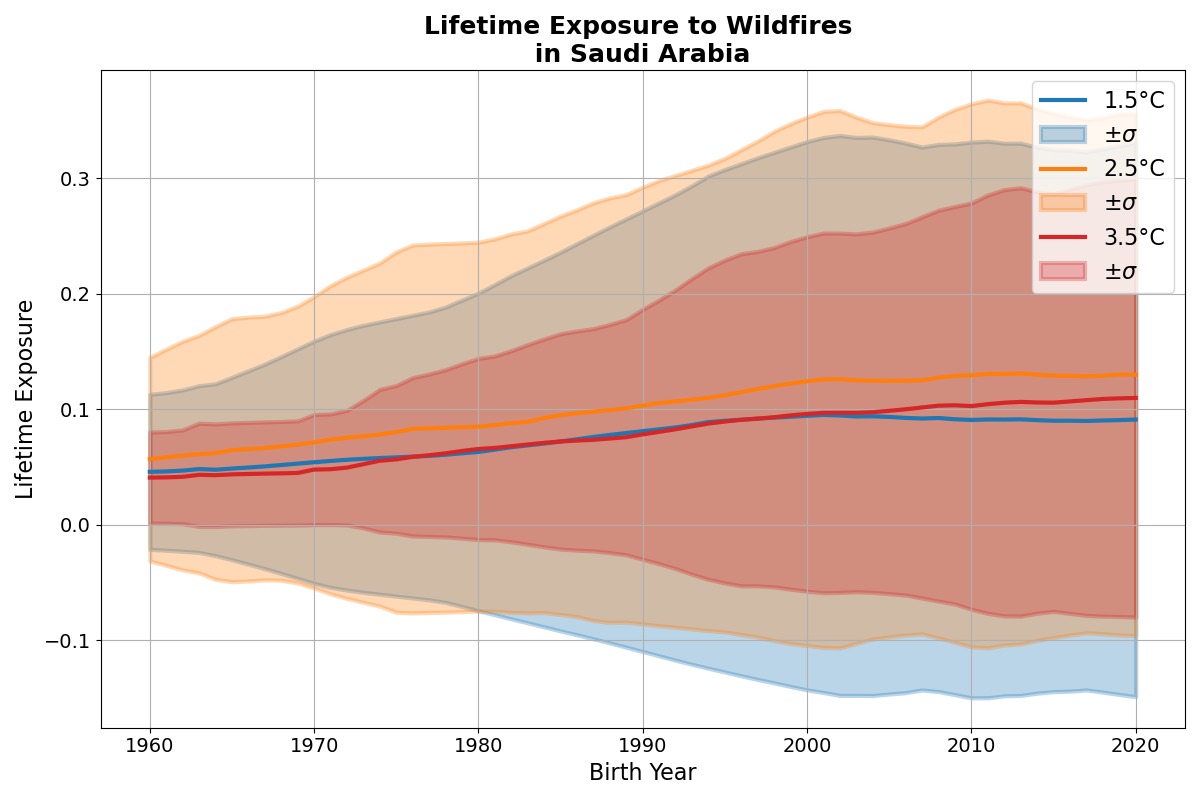 Lifetime Exposure to Wildfires
in Saudi Arabia
1.5°C
±σ
2.5°C
±σ
3.5°C
±σ
Lifetime Exposure
0.3
0.2
0.1
0.0
−0.1
1960 1970 1980 1990 2000 2010 2020
Birth Year